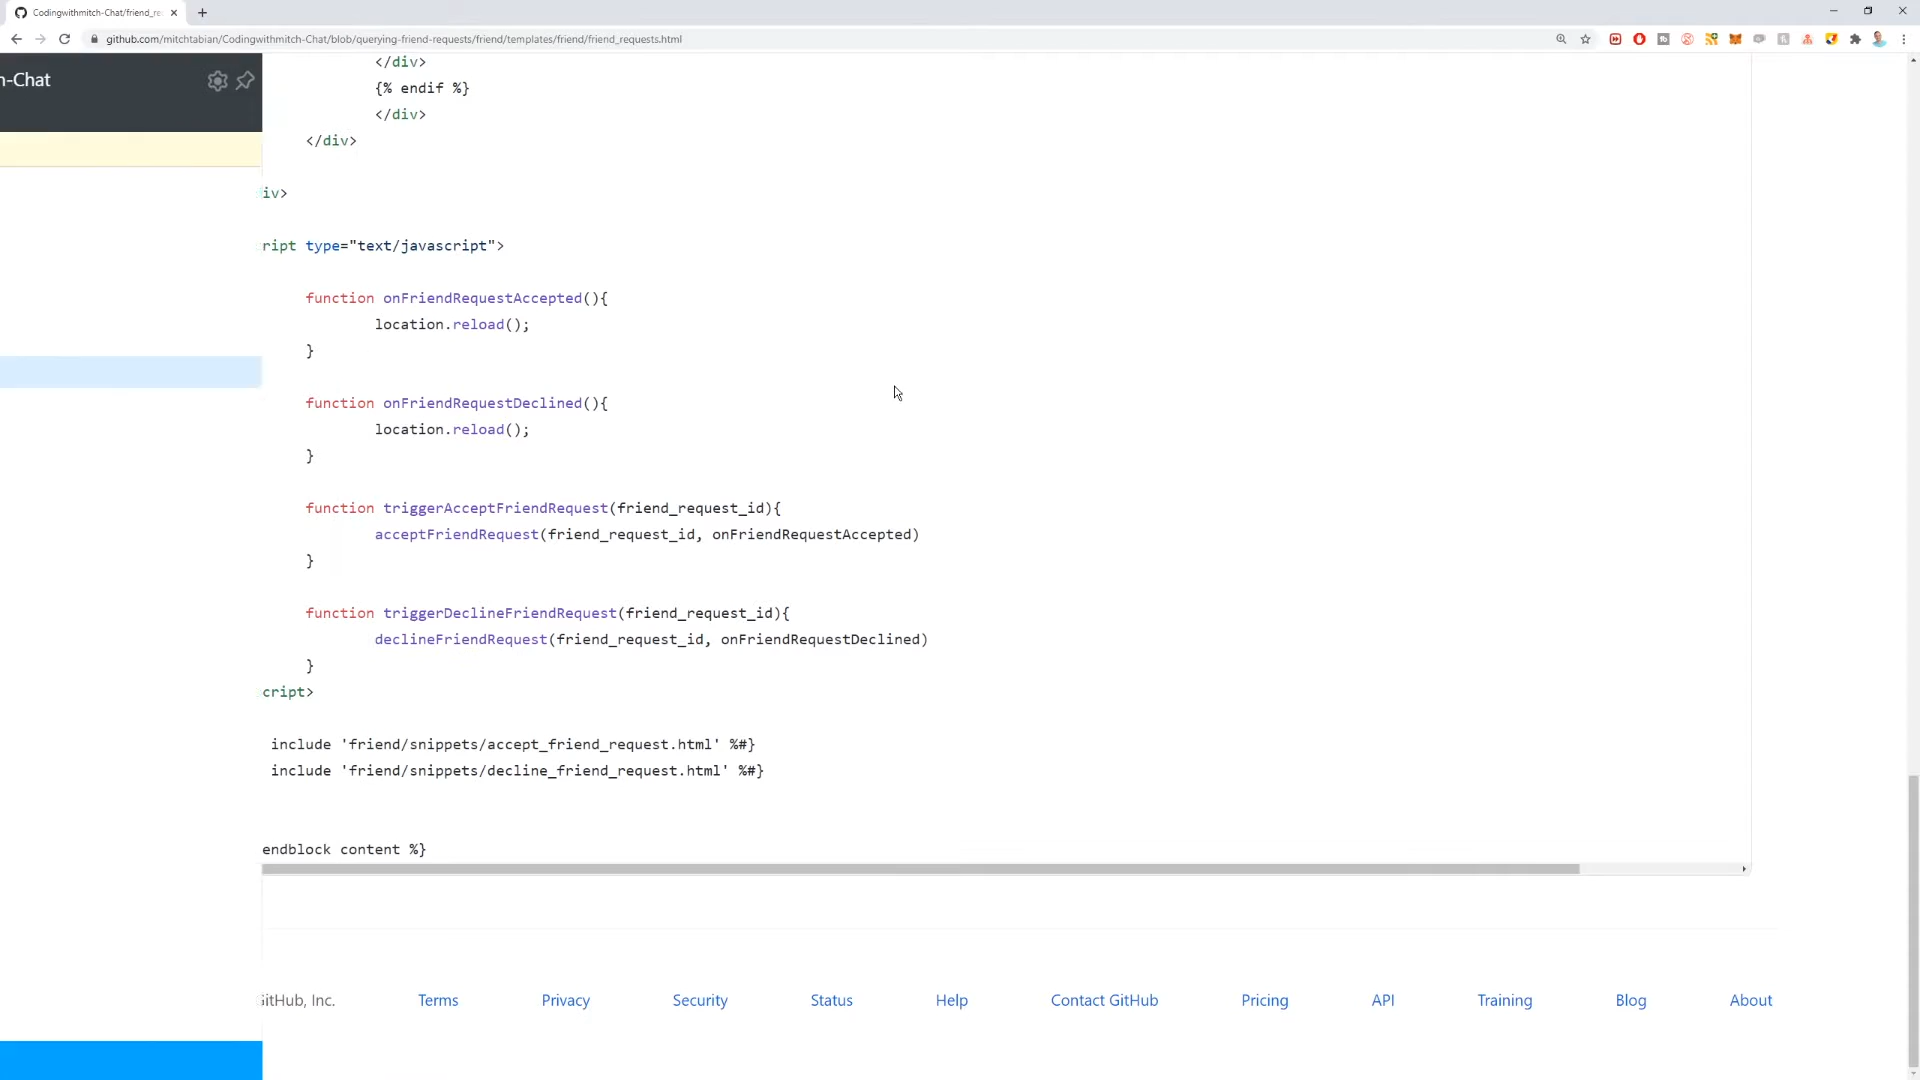 Codingwithmitch-Chat/friend_re
github.com/mitchtabian/Codingwithmitch-Chat/blob/querying-friend-requests/friend/templates/friend/friend_requests.html
-Chat
</div>
{% endif %}
</div>
</div>
iv>
ript type="text/javascript">
function onFriendRequestAccepted(){
location.reload();
}
function onFriendRequestDeclined(){
location.reload();
}
function triggerAcceptFriendRequest(friend_request_id){
acceptFriendRequest(friend_request_id, onFriendRequestAccepted)
}
function triggerDeclineFriendRequest(friend_request_id){
declineFriendRequest(friend_request_id, onFriendRequestDeclined)
}
cript>
include 'friend/snippets/accept_friend_request.html' %#}
include 'friend/snippets/decline_friend_request.html' %#}
endblock content %}
GitHub, Inc. Terms Privacy Security Status Help Contact GitHub Pricing API Training Blog About